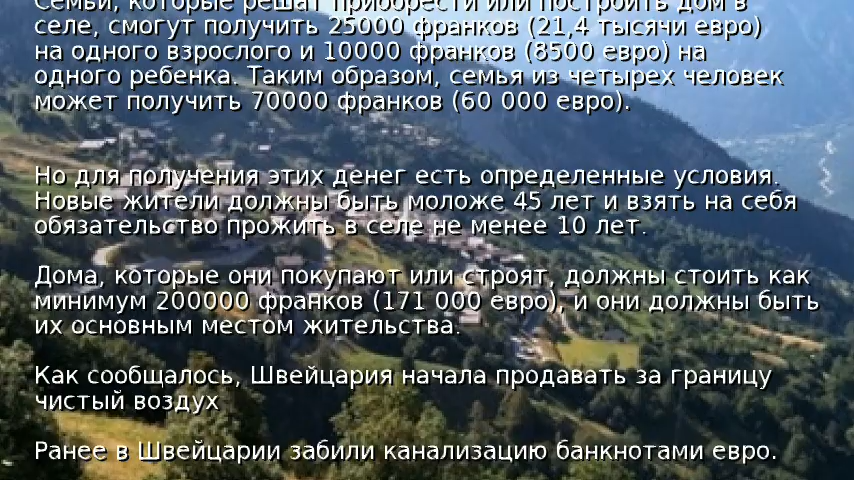 Семьи, которые решат приобрести или построить дом в
селе, смогут получить 25000 франков (21,4 тысячи евро)
на одного взрослого и 10000 франков (8500 евро) на
одного ребенка. Таким образом, семья из четырех человек
может получить 70000 франков (60 000 евро).
Но для получения этих денег есть определенные условия.
Новые жители должны быть моложе 45 лет и взять на себя
обязательство прожить в селе не менее 10 лет.
Дома, которые они покупают или строят, должны стоить как
минимум 200000 франков (171 000 евро), и они должны быть
их основным местом жительства.
Как сообщалось, Швейцария начала продавать за границу
чистый воздух
Ранее в Швейцарии забили канализацию банкнотами евро.